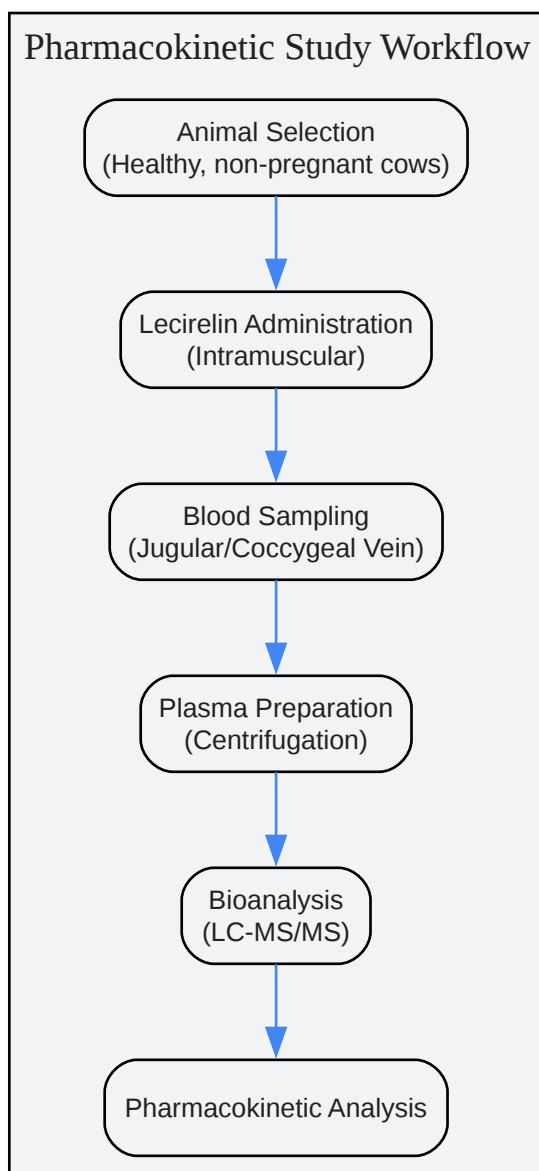 Pharmacokinetic Study Workflow
Animal Selection
(Healthy, non-pregnant cows)
Lecirelin Administration
(Intramuscular)
Blood Sampling
(Jugular/Coccygeal Vein)
Plasma Preparation
(Centrifugation)
Bioanalysis
(LC-MS/MS)
Pharmacokinetic Analysis